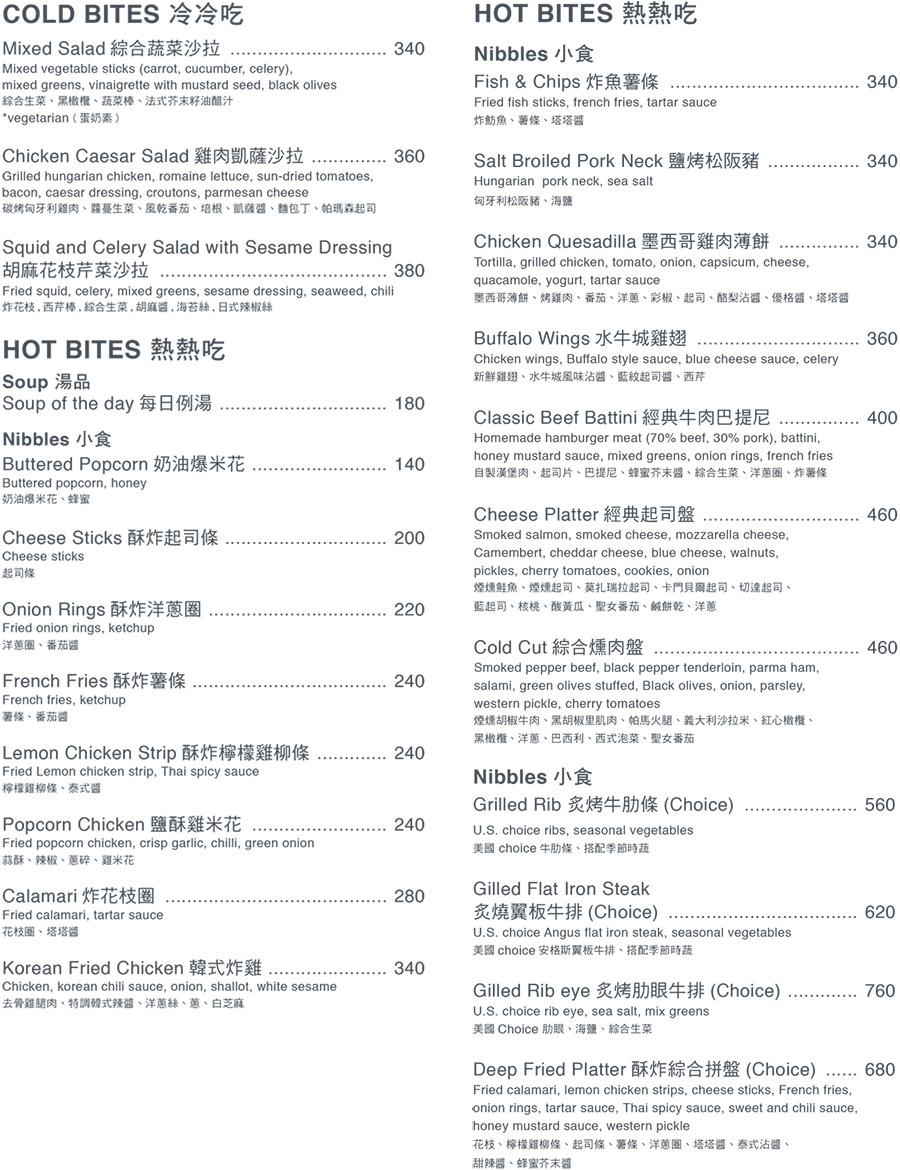 COLD BITES 冷冷吃
Mixed Salad 綜合蔬菜沙拉 ............................ 340
Mixed vegetable sticks (carrot, cucumber, celery),
mixed greens, vinaigrette with mustard seed, black olives
綜合生菜、黑橄欖、蔬菜棒、法式芥末籽油醋汁
*vegetarian（蛋奶素）
Chicken Caesar Salad 雞肉凱薩沙拉 ............. 360
Grilled hungarian chicken, romaine lettuce, sun-dried tomatoes,
bacon, caesar dressing, croutons, parmesan cheese
碳烤匈牙利雞肉、蘿蔓生菜、風乾番茄、培根、凱薩醬、麵包丁、帕瑪森起司
Squid and Celery Salad with Sesame Dressing
胡麻花枝芹菜沙拉 ........................................ 380
Fried squid, celery, mixed greens, sesame dressing, seaweed, chili
炸花枝,西芹棒,綜合生菜,胡麻醬,海苔絲,日式辣椒絲
HOT BITES 熱熱吃
Soup 湯品
Soup of the day 每日例湯 .............................. 180
Nibbles 小食
Buttered Popcorn 奶油爆米花 ........................ 140
Buttered popcorn, honey
奶油爆米花、蜂蜜
Cheese Sticks 酥炸起司條 ............................. 200
Cheese sticks
起司條
Onion Rings 酥炸洋蔥圈 ................................ 220
Fried onion rings, ketchup
洋蔥圈、番茄醬
French Fries 酥炸薯條 ................................... 240
French fries, ketchup
薯條、番茄醬
Lemon Chicken Strip 酥炸檸檬雞柳條 ............. 240
Fried Lemon chicken strip, Thai spicy sauce
檸檬雞柳條、泰式醬
Popcorn Chicken 鹽酥雞米花 ........................ 240
Fried popcorn chicken, crisp garlic, chilli, green onion
蒜酥、辣椒、蔥碎、雞米花
Calamari 炸花枝圈 ....................................... 280
Fried calamari, tartar sauce
花枝圈、塔塔醬
Korean Fried Chicken 韓式炸雞 ..................... 340
Chicken, korean chili sauce, onion, shallot, white sesame
去骨雞腿肉、特調韓式辣醬、洋蔥絲、蔥、白芝麻
HOT BITES 熱熱吃
Nibbles 小食
Fish & Chips 炸魚薯條 .................................. 340
Fried fish sticks, french fries, tartar sauce
炸魴魚、薯條、塔塔醬
Salt Broiled Pork Neck 鹽烤松阪豬 ................ 340
Hungarian pork neck, sea salt
匈牙利松阪豬、海鹽
Chicken Quesadilla 墨西哥雞肉薄餅 ............... 340
Tortilla, grilled chicken, tomato, onion, capsicum, cheese,
quacamole, yogurt, tartar sauce
墨西哥薄餅、烤雞肉、番茄、洋蔥、彩椒、起司、酪梨沾醬、優格醬、塔塔醬
Buffalo Wings 水牛城雞翅 ............................. 360
Chicken wings, Buffalo style sauce, blue cheese sauce, celery
新鮮雞翅、水牛城風味沾醬、藍紋起司醬、西芹
Classic Beef Battini 經典牛肉巴提尼 ............... 400
Homemade hamburger meat (70% beef, 30% pork), battini,
honey mustard sauce, mixed greens, onion rings, french fries
自製漢堡肉、起司片、巴提尼、蜂蜜芥末醬、綜合生菜、洋蔥圈、炸薯條
Cheese Platter 經典起司盤 ............................ 460
Smoked salmon, smoked cheese, mozzarella cheese,
Camembert, cheddar cheese, blue cheese, walnuts,
pickles, cherry tomatoes, cookies, onion
煙燻鮭魚、煙燻起司、莫扎瑞拉起司、卡門貝爾起司、切達起司、
藍起司、核桃、酸黃瓜、聖女番茄、鹹餅乾、洋蔥
Cold Cut 綜合燻肉盤 ..................................... 460
Smoked pepper beef, black pepper tenderloin, parma ham,
salami, green olives stuffed, Black olives, onion, parsley,
western pickle, cherry tomatoes
煙燻胡椒牛肉、黑胡椒里肌肉、帕馬火腿、義大利沙拉米、紅心橄欖、
黑橄欖、洋蔥、巴西利、西式泡菜、聖女番茄
Nibbles 小食
Grilled Rib 炙烤牛肋條 (Choice) .................... 560
U.S. choice ribs, seasonal vegetables
美國 choice 牛肋條、搭配季節時蔬
Gilled Flat Iron Steak
炙燒翼板牛排 (Choice) .................................. 620
U.S. choice Angus flat iron steak, seasonal vegetables
美國 choice 安格斯翼板牛排、搭配季節時蔬
Gilled Rib eye 炙烤肋眼牛排 (Choice) ............. 760
U.S. choice rib eye, sea salt, mix greens
美國 Choice 肋眼、海鹽、綜合生菜
Deep Fried Platter 酥炸綜合拼盤 (Choice) ...... 680
Fried calamari, lemon chicken strips, cheese sticks, French fries,
onion rings, tartar sauce, Thai spicy sauce, sweet and chili sauce,
honey mustard sauce, western pickle
花枝、檸檬雞柳條、起司條、薯條、洋蔥圈、塔塔醬、泰式沾醬、
甜辣醬、蜂蜜芥末醬